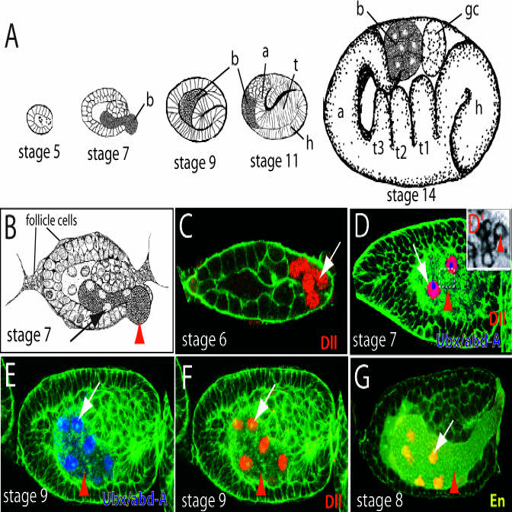 A
b
gc
b
b
a
t
h
a
t3
t2
t1
h
stage 5
stage 7
stage 9
stage 11
stage 14
B
follicle cells
stage 7
C
stage 6
Dll
D
D'
stage 7
Dll
Ubx/abd-A
E
stage 9
Ubx/abd-A
F
stage 9
Dll
G
stage 8
En